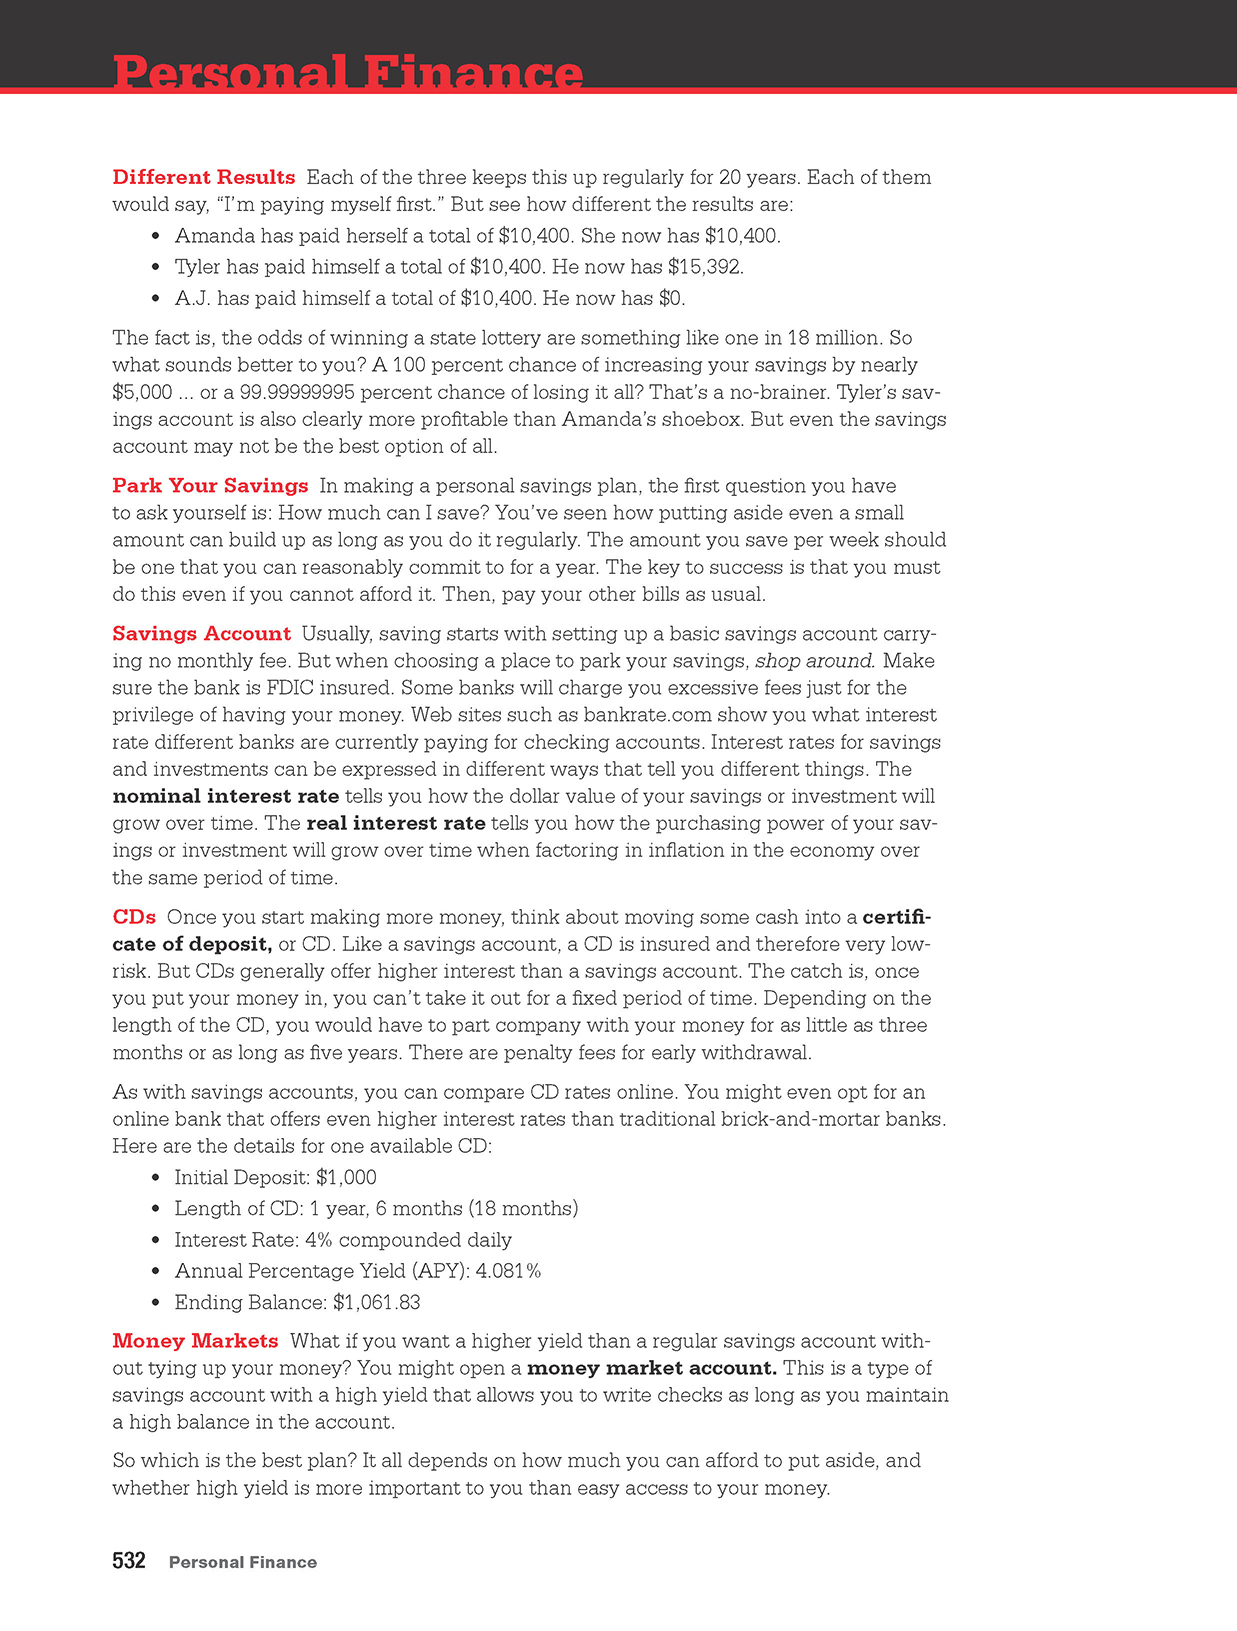 Personal Finance
Different Results Each of the three keeps this up regularly for 20 years. Each of them
would say, “I’m paying myself first.” But see how different the results are:
• Amanda has paid herself a total of $10,400. She now has $10,400.
• Tyler has paid himself a total of $10,400. He now has $15,392.
• A.J. has paid himself a total of $10,400. He now has $0.
The fact is, the odds of winning a state lottery are something like one in 18 million. So
what sounds better to you? A 100 percent chance of increasing your savings by nearly
$5,000 ... or a 99.99999995 percent chance of losing it all? That’s a no-brainer. Tyler’s sav-
ings account is also clearly more profitable than Amanda’s shoebox. But even the savings
account may not be the best option of all.
Park Your Savings In making a personal savings plan, the first question you have
to ask yourself is: How much can I save? You’ve seen how putting aside even a small
amount can build up as long as you do it regularly. The amount you save per week should
be one that you can reasonably commit to for a year. The key to success is that you must
do this even if you cannot afford it. Then, pay your other bills as usual.
Savings Account Usually, saving starts with setting up a basic savings account carry-
ing no monthly fee. But when choosing a place to park your savings, shop around. Make
sure the bank is FDIC insured. Some banks will charge you excessive fees just for the
privilege of having your money. Web sites such as bankrate.com show you what interest
rate different banks are currently paying for checking accounts. Interest rates for savings
and investments can be expressed in different ways that tell you different things. The
nominal interest rate tells you how the dollar value of your savings or investment will
grow over time. The real interest rate tells you how the purchasing power of your sav-
ings or investment will grow over time when factoring in inflation in the economy over
the same period of time.
CDs Once you start making more money, think about moving some cash into a certifi-
cate of deposit, or CD. Like a savings account, a CD is insured and therefore very low-
risk. But CDs generally offer higher interest than a savings account. The catch is, once
you put your money in, you can’t take it out for a fixed period of time. Depending on the
length of the CD, you would have to part company with your money for as little as three
months or as long as five years. There are penalty fees for early withdrawal.
As with savings accounts, you can compare CD rates online. You might even opt for an
online bank that offers even higher interest rates than traditional brick-and-mortar banks.
Here are the details for one available CD:
• Initial Deposit: $1,000
• Length of CD: 1 year, 6 months (18 months)
• Interest Rate: 4% compounded daily
• Annual Percentage Yield (APY): 4.081%
• Ending Balance: $1,061.83
Money Markets What if you want a higher yield than a regular savings account with-
out tying up your money? You might open a money market account. This is a type of
savings account with a high yield that allows you to write checks as long as you maintain
a high balance in the account.
So which is the best plan? It all depends on how much you can afford to put aside, and
whether high yield is more important to you than easy access to your money.
532 Personal Finance